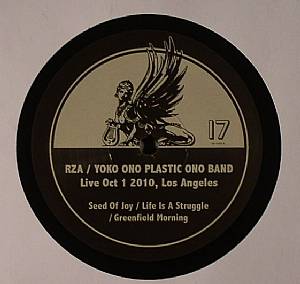 17
RZA / YOKO ONO PLASTIC ONO BAND
Live Oct 1 2010, Los Angeles
Seed Of Joy / Life Is A Struggle
/ Greenfield Morning